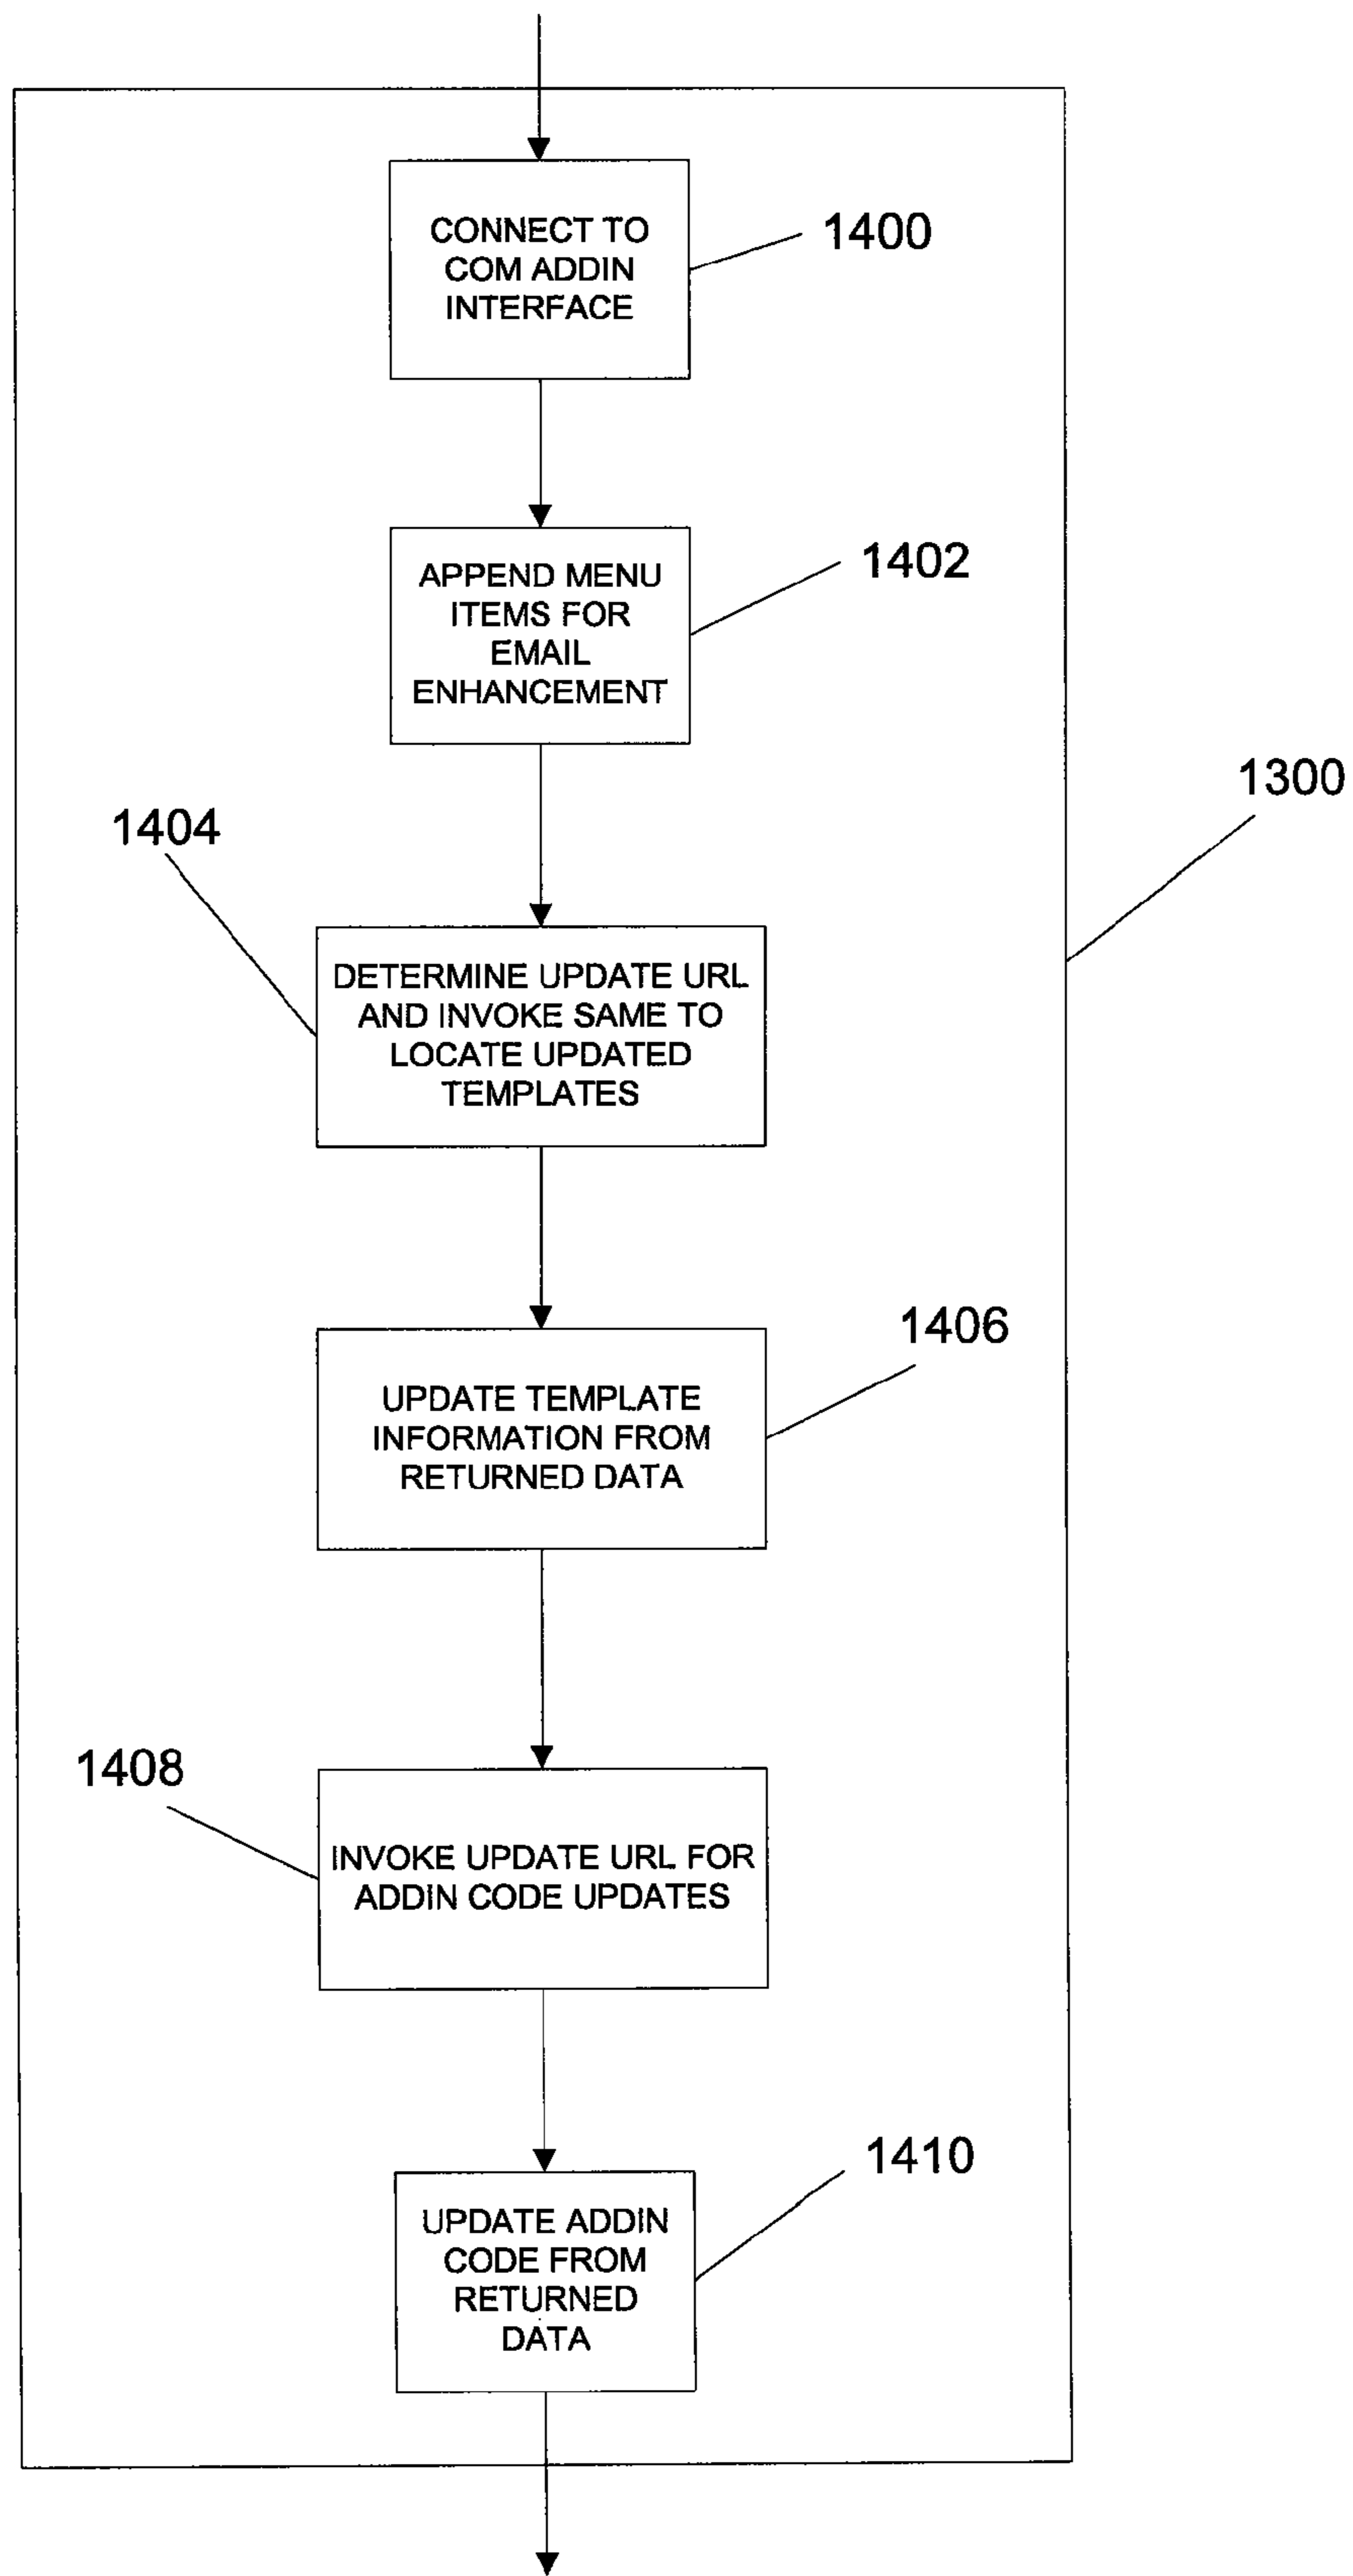 CONNECT TO
COM ADDIN
INTERFACE
1400
APPEND MENU
ITEMS FOR
EMAIL
ENHANCEMENT
1402
1300
1404
DETERMINE UPDATE URL
AND INVOKE SAME TO
LOCATE UPDATED
TEMPLATES
1406
UPDATE TEMPLATE
INFORMATION FROM
RETURNED DATA
1408
INVOKE UPDATE URL FOR
ADDIN CODE UPDATES
1410
UPDATE ADDIN
CODE FROM
RETURNED
DATA